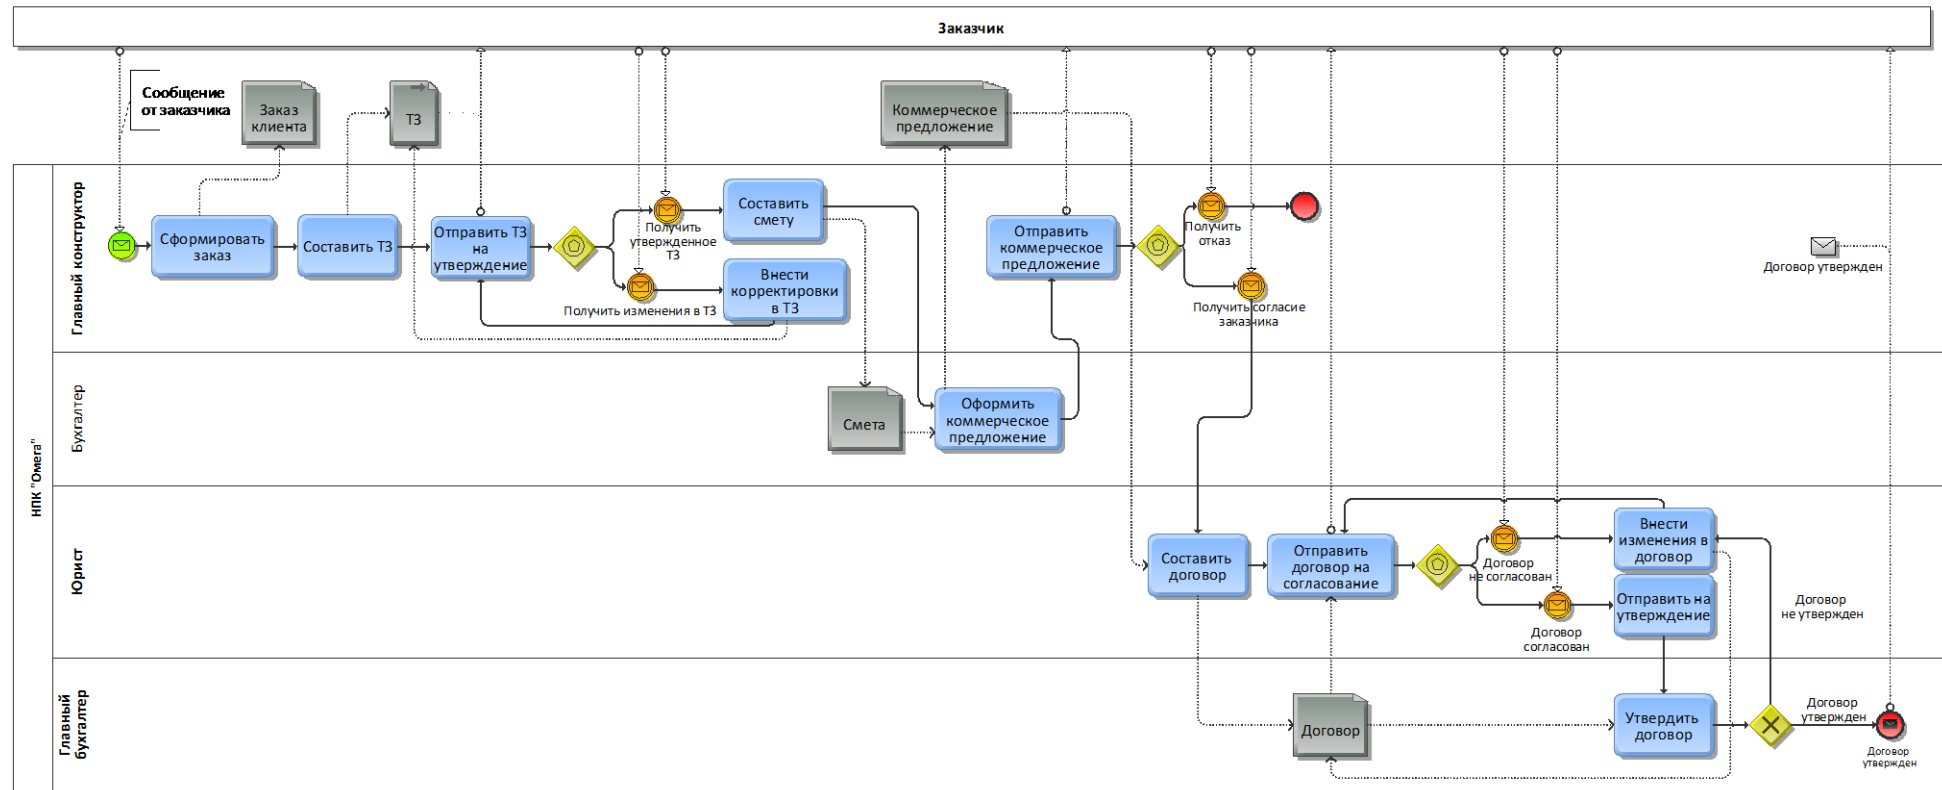 Заказчик
Сообщение
от заказчика
Заказ
клиента
ТЗ
Коммерческое
предложение
НПК "Омега"
Главный конструктор
Сформировать
заказ
Составить ТЗ
Отправить ТЗ
на
утверждение
Получить
утвержденное
ТЗ
Получить изменения в ТЗ
Составить
смету
Внести
корректировки
в ТЗ
Отправить
коммерческое
предложение
Получить
отказ
Получить согласие
заказчика
Договор утвержден
Бухгалтер
Смета
Оформить
коммерческое
предложение
Юрист
Составить
договор
Отправить
договор на
согласование
Договор
не согласован
Договор
согласован
Внести
изменения в
договор
Отправить на
утверждение
Договор
не утвержден
Главный
бухгалтер
Договор
Утвердить
договор
Договор
утвержден
Договор
утвержден